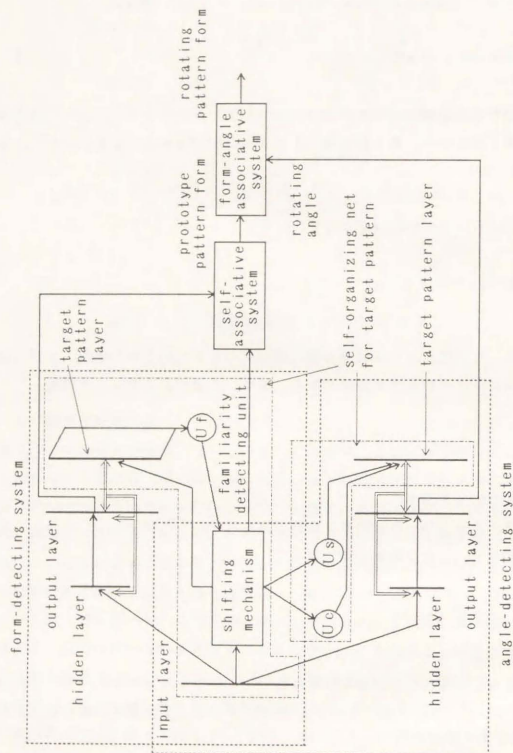 form-detecting system
hidden layer
output layer
target
pattern
layer
input layer
shifting
mechanism
Uf
familiarity
detecting unit
self-
associative
system
prototype
pattern form
form-angle
associative
system
rotating
pattern form
rotating
angle
self-organizing net
for target pattern
target pattern layer
Uc
Us
hidden layer
output layer
angle-detecting system